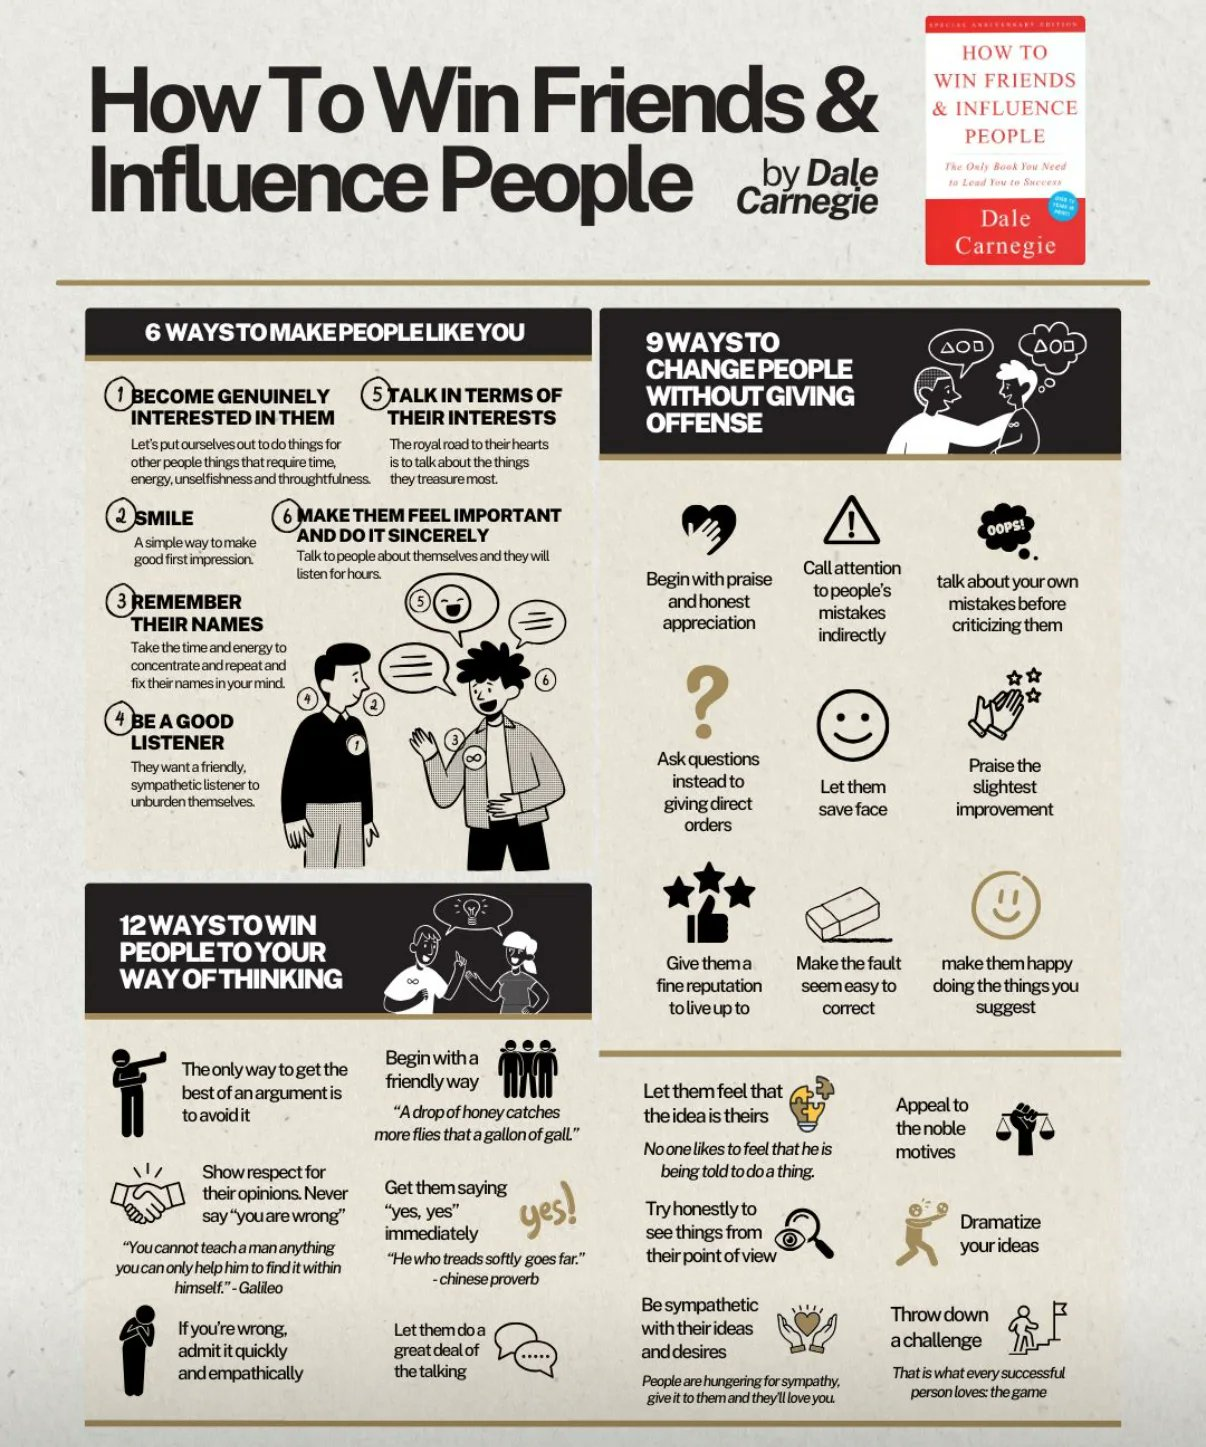 How To Win Friends &
Influence People
by Dale
Carnegie
SPECIAL ANNIVERSARY EDITION
HOW TO
WIN FRIENDS
& INFLUENCE
PEOPLE
The Only Book You Need
to Lead You to Success
Dale
Carnegie
6 WAYS TO MAKE PEOPLE LIKE YOU
1
BECOME GENUINELY
INTERESTED IN THEM
Let's put ourselves out to do things for
other people things that require time,
energy, unselfishness and throughtfulness.
2
SMILE
A simple way to make
good first impression.
3
REMEMBER
THEIR NAMES
Take the time and energy to
concentrate and repeat and
fix their names in your mind.
4
BE A GOOD
LISTENER
They want a friendly,
sympathetic listener to
unburden themselves.
5
TALK IN TERMS OF
THEIR INTERESTS
The royal road to their hearts
is to talk about the things
they treasure most.
6
MAKE THEM FEEL IMPORTANT
AND DO IT SINCERELY
Talk to people about themselves and they will
listen for hours.
5
6
4
2
3
1
∞
9 WAYS TO
CHANGE PEOPLE
WITHOUT GIVING
OFFENSE
Begin with praise
and honest
appreciation
Call attention
to people's
mistakes
indirectly
OOPS!
talk about your own
mistakes before
criticizing them
Ask questions
instead to
giving direct
orders
Let them
save face
Praise the
slightest
improvement
Give them a
fine reputation
to live up to
Make the fault
seem easy to
correct
make them happy
doing the things you
suggest
12 WAYS TO WIN
PEOPLE TO YOUR
WAY OF THINKING
The only way to get the
best of an argument is
to avoid it
Begin with a
friendly way
“A drop of honey catches
more flies that a gallon of gall.”
Show respect for
their opinions. Never
say “you are wrong”
“You cannot teach a man anything
you can only help him to find it within
himself.” - Galileo
Get them saying
“yes, yes”
immediately
yes!
“He who treads softly goes far.”
- chinese proverb
If you're wrong,
admit it quickly
and empathically
Let them do a
great deal of
the talking
Let them feel that
the idea is theirs
No one likes to feel that he is
being told to do a thing.
Appeal to
the noble
motives
Try honestly to
see things from
their point of view
Dramatize
your ideas
Be sympathetic
with their ideas
and desires
People are hungering for sympathy,
give it to them and they'll love you.
Throw down
a challenge
That is what every successful
person loves: the game